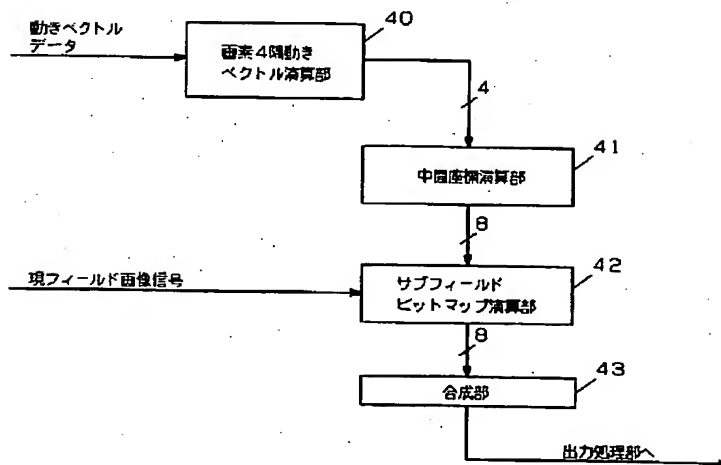 動きベクトル
データ
40
画素4隅動き
ベクトル演算部
4
41
中間座標演算部
8
現フィールド画像信号
42
サブフィールド
ビットマップ演算部
8
43
合成部
出力処理部へ